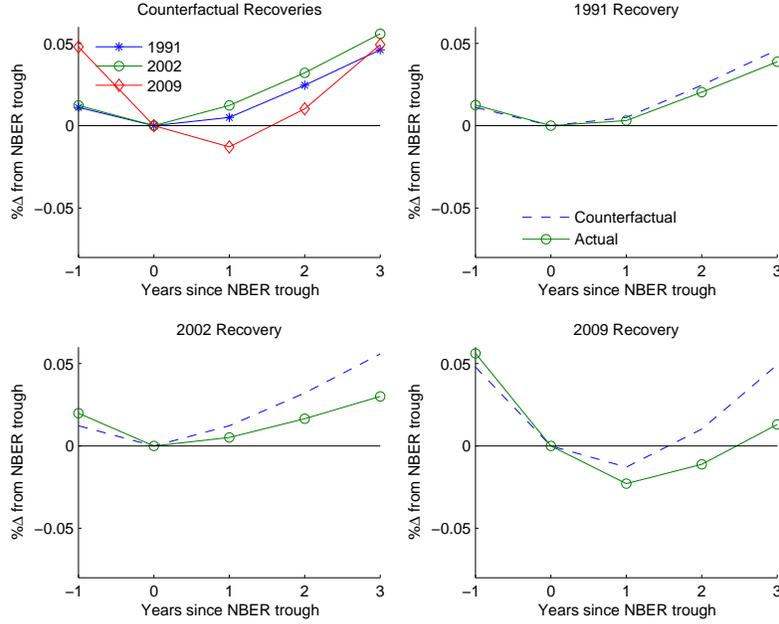 Counterfactual Recoveries
0.05
0
−0.05
−1
0
1
2
3
%Δ from NBER trough
Years since NBER trough
1991
2002
2009
1991 Recovery
0.05
0
−0.05
−1
0
1
2
3
%Δ from NBER trough
Years since NBER trough
Counterfactual
Actual
2002 Recovery
0.05
0
−0.05
−1
0
1
2
3
%Δ from NBER trough
Years since NBER trough
2009 Recovery
0.05
0
−0.05
−1
0
1
2
3
%Δ from NBER trough
Years since NBER trough